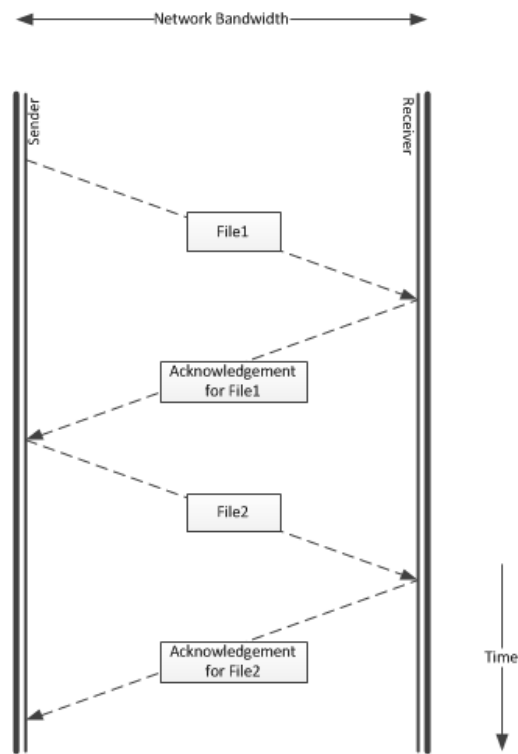 Network Bandwidth
Sender
Receiver
File1
Acknowledgement
for File1
File2
Acknowledgement
for File2
Time